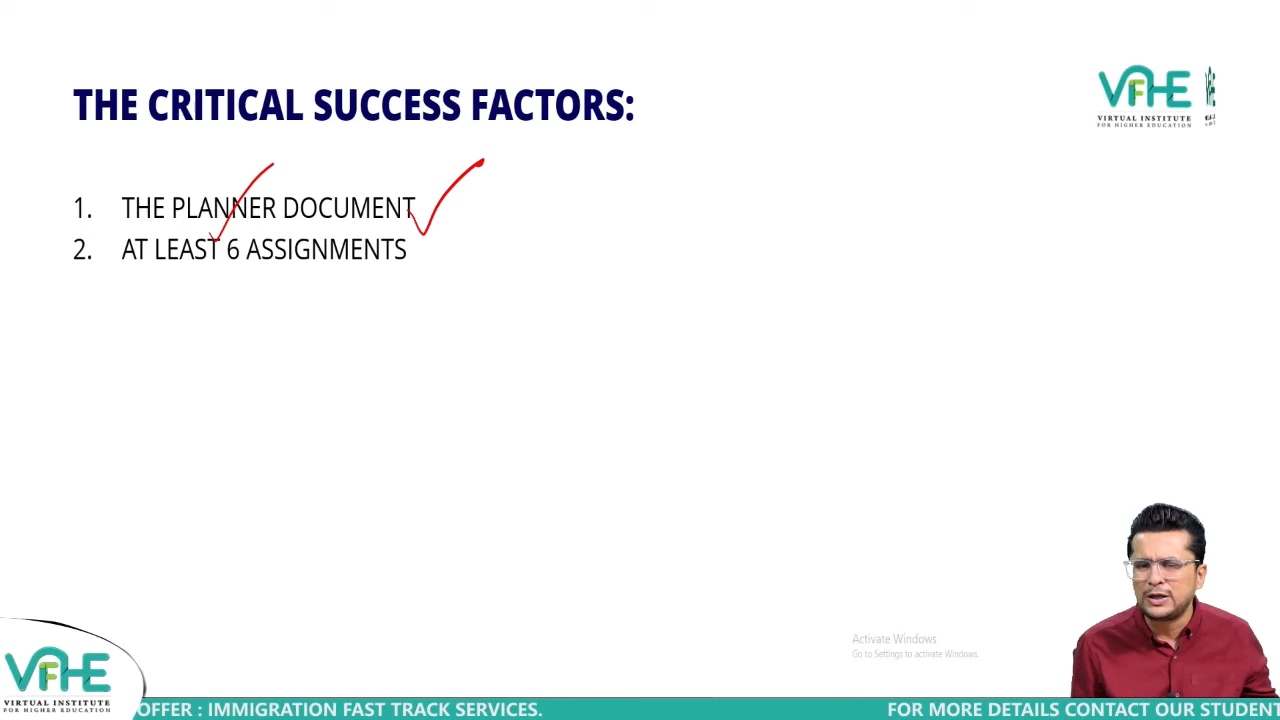 THE CRITICAL SUCCESS FACTORS:
VIFHE
VIRTUAL INSTITUTE
FOR HIGHER EDUCATION
1. THE PLANNER DOCUMENT
2. AT LEAST 6 ASSIGNMENTS
Activate Windows
Go to Settings to activate Windows.
VIFHE
VIRTUAL INSTITUTE
FOR HIGHER EDUCATION
OFFER : IMMIGRATION FAST TRACK SERVICES. FOR MORE DETAILS CONTACT OUR STUDENT